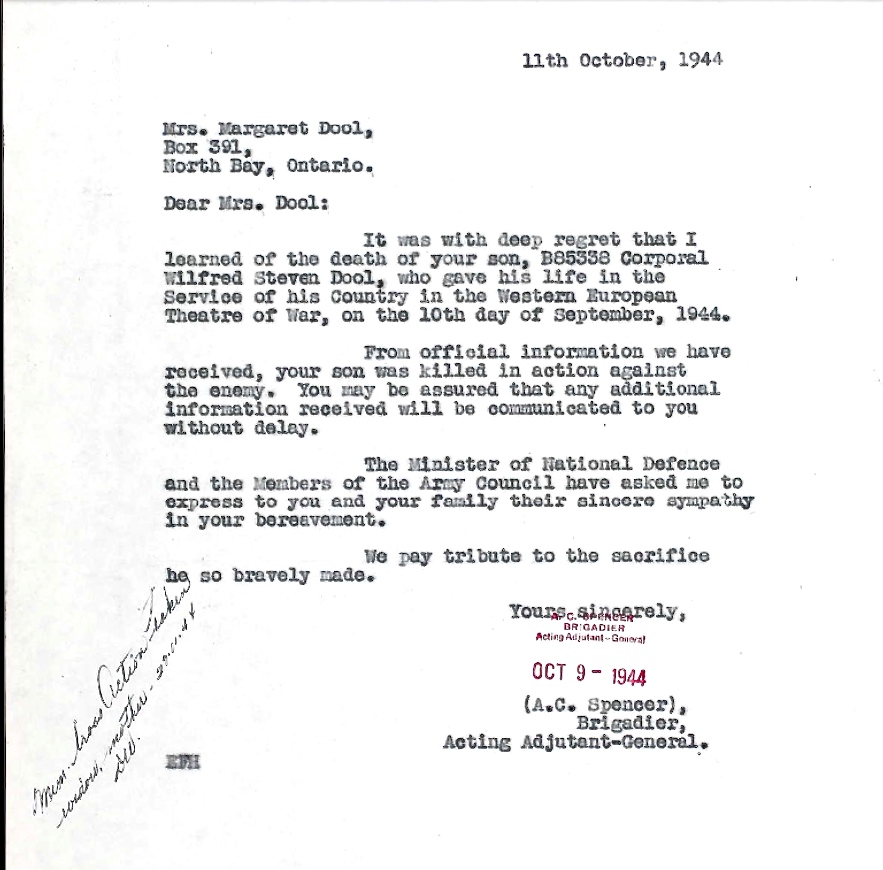 11th October, 1944
Mrs. Margaret Dool,
Box 391,
North Bay, Ontario.
Dear Mrs. Dool:
It was with deep regret that I
learned of the death of your son, B85338 Corporal
Wilfred Steven Dool, who gave his life in the
Service of his Country in the Western European
Theatre of War, on the 10th day of September, 1944.
From official information we have
received, your son was killed in action against
the enemy. You may be assured that any additional
information received will be communicated to you
without delay.
The Minister of National Defence
and the Members of the Army Council have asked me to
express to you and your family their sincere sympathy
in your bereavement.
We pay tribute to the sacrifice
he so bravely made.
Yours sincerely,
A.C. SPENCER
BRIGADIER
Acting Adjutant-General
OCT 9 - 1944
(A.C. Spencer),
Brigadier,
Acting Adjutant-General.
Mem. Cross Action Taken
widow, mother - 20.11.44
EFH